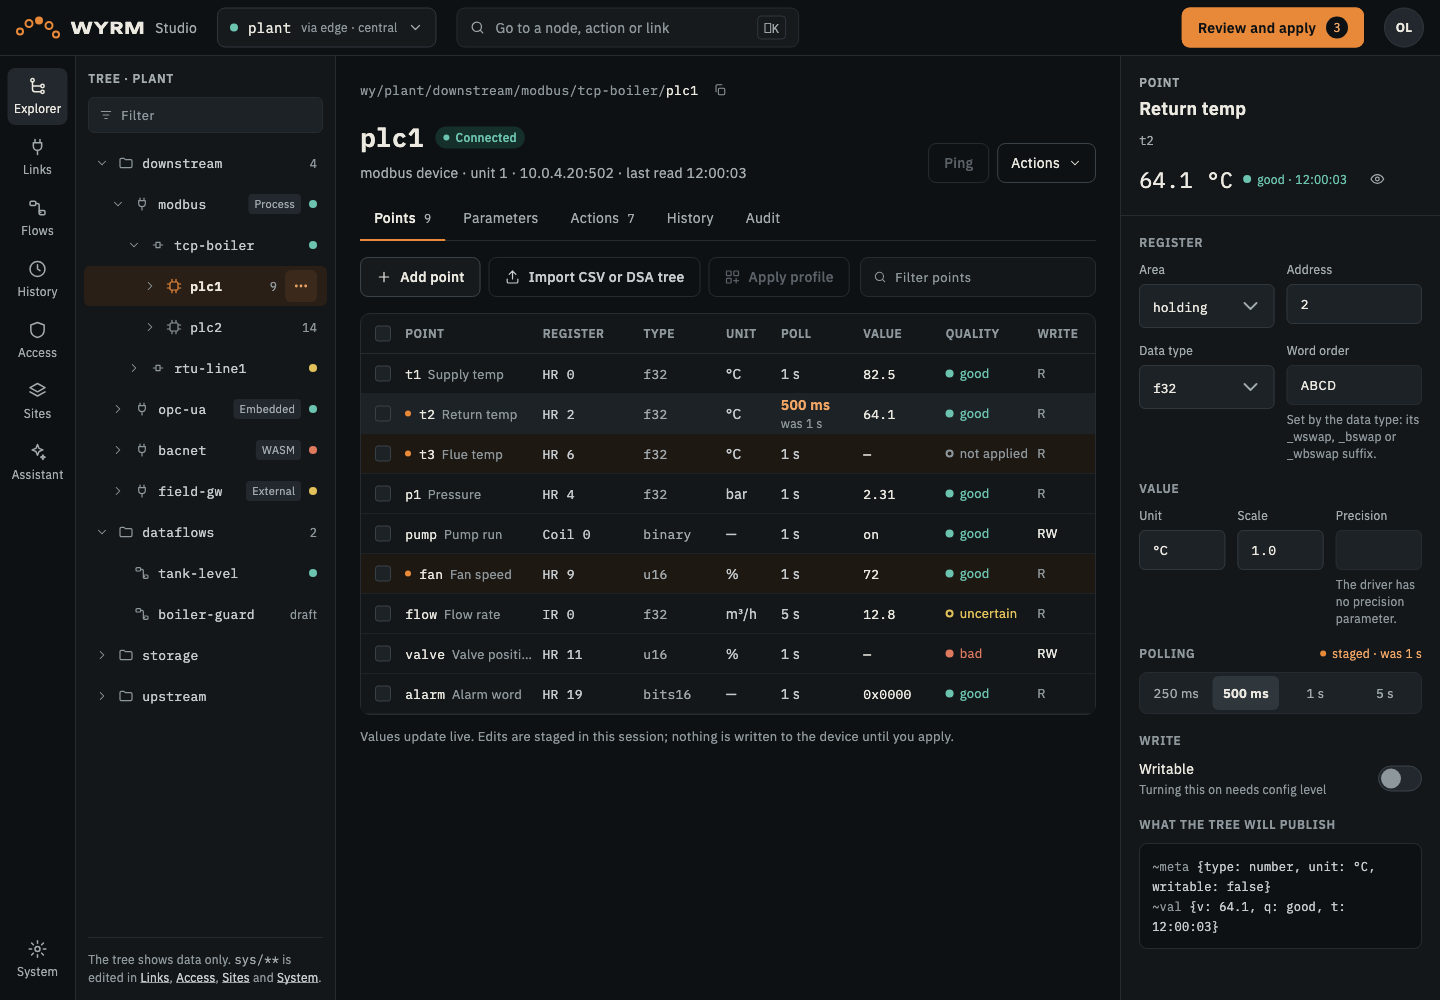 WYRM Studio
plant via edge · central
Go to a node, action or link
K
Review and apply 3
OL
Explorer
Links
Flows
History
Access
Sites
Assistant
System
TREE · PLANT
Filter
downstream 4
modbus Process
tcp-boiler
plc1 9
plc2 14
rtu-line1
opc-ua Embedded
bacnet WASM
field-gw External
dataflows 2
tank-level
boiler-guard draft
storage
upstream
The tree shows data only. sys/** is
edited in Links, Access, Sites and System.
wy/plant/downstream/modbus/tcp-boiler/plc1
plc1 Connected
modbus device · unit 1 · 10.0.4.20:502 · last read 12:00:03
Ping
Actions
Points 9 Parameters Actions 7 History Audit
Add point
Import CSV or DSA tree
Apply profile
Filter points
POINT REGISTER TYPE UNIT POLL VALUE QUALITY WRITE
t1 Supply temp HR 0 f32 °C 1 s 82.5 good R
t2 Return temp HR 2 f32 °C 500 ms 64.1 good R
was 1 s
t3 Flue temp HR 6 f32 °C 1 s – not applied R
p1 Pressure HR 4 f32 bar 1 s 2.31 good R
pump Pump run Coil 0 binary — 1 s on good RW
fan Fan speed HR 9 u16 % 1 s 72 good R
flow Flow rate IR 0 f32 m³/h 5 s 12.8 uncertain R
valve Valve positi... HR 11 u16 % 1 s – bad RW
alarm Alarm word HR 19 bits16 — 1 s 0x0000 good R
Values update live. Edits are staged in this session; nothing is written to the device until you apply.
POINT
Return temp
t2
64.1 °C good · 12:00:03
REGISTER
Area Address
holding 2
Data type Word order
f32 ABCD
Set by the data type: its
_wswap, _bswap or
_wbswap suffix.
VALUE
Unit Scale Precision
°C 1.0
The driver has
no precision
parameter.
POLLING staged · was 1 s
250 ms 500 ms 1 s 5 s
WRITE
Writable
Turning this on needs config level
WHAT THE TREE WILL PUBLISH
~meta {type: number, unit: °C,
writable: false}
~val {v: 64.1, q: good, t:
12:00:03}